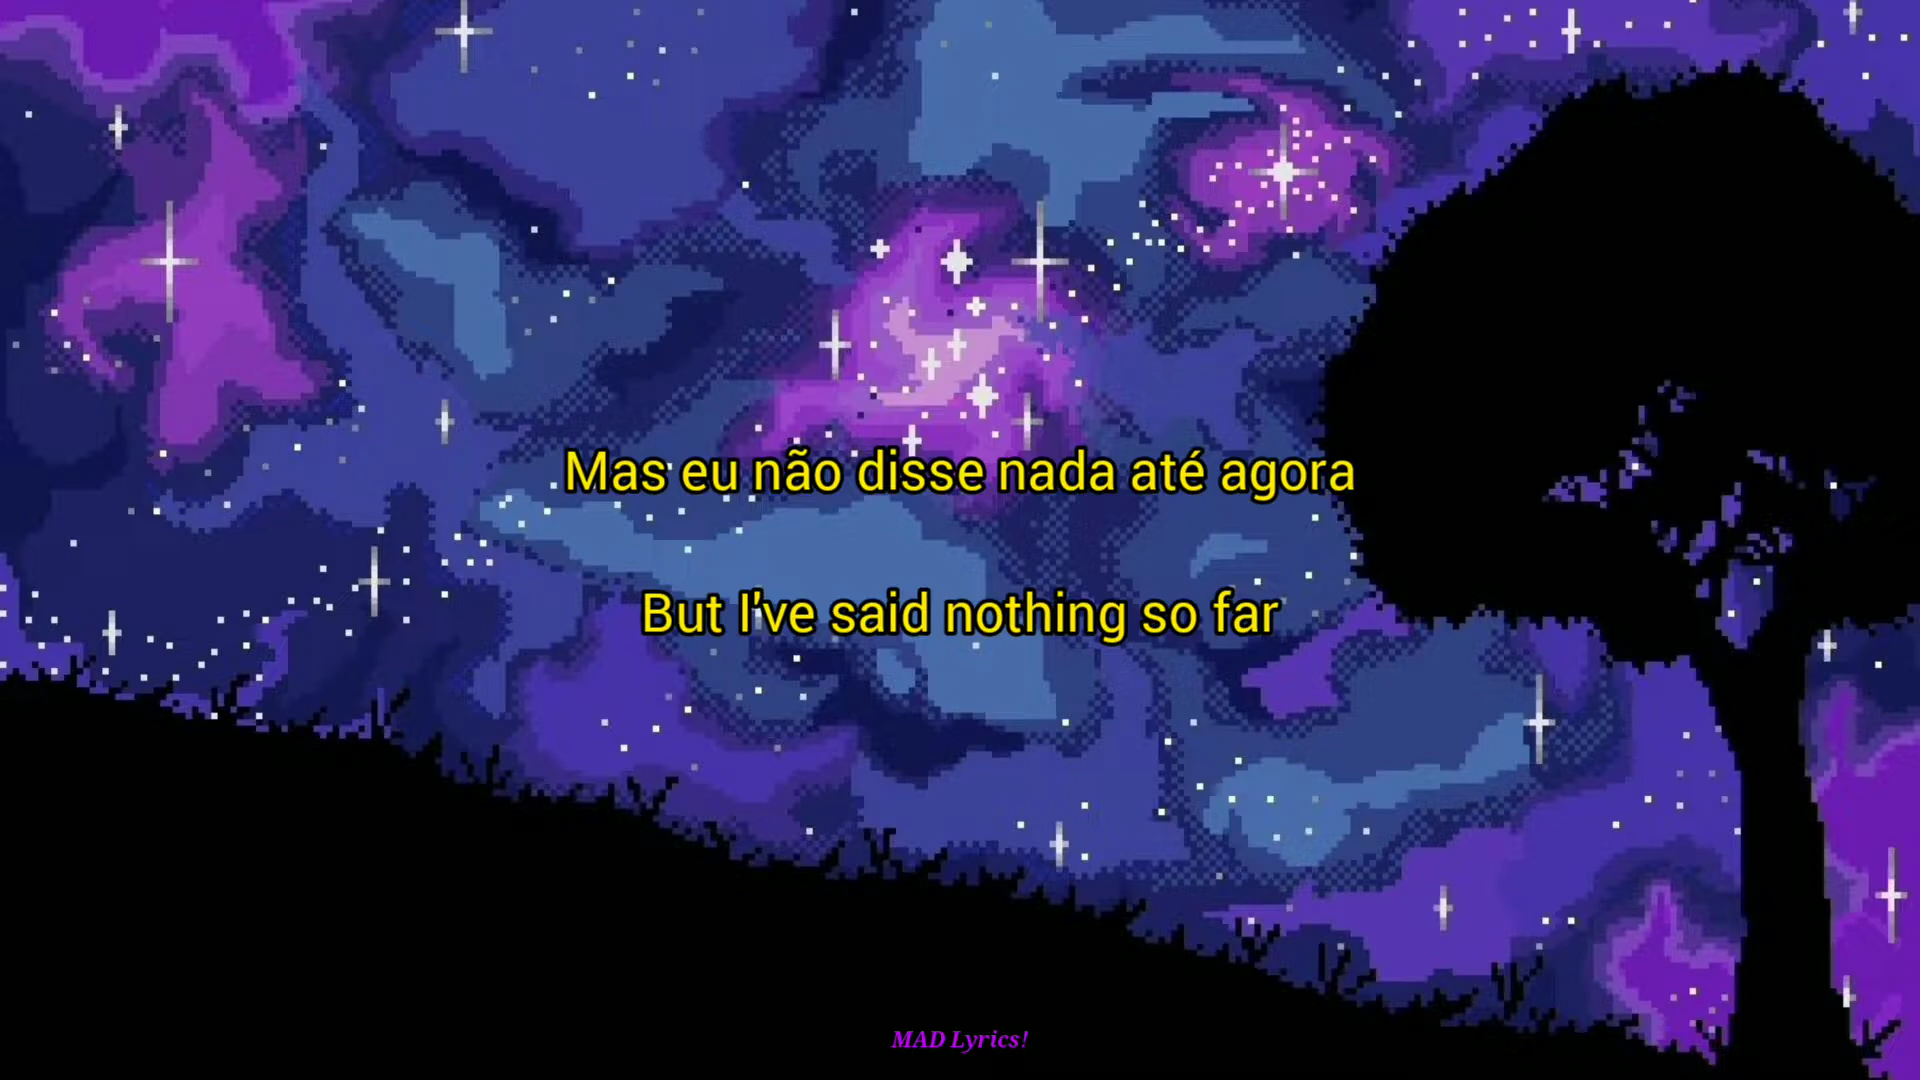 Mas eu não disse nada até agora
But I've said nothing so far
MAD Lyrics!